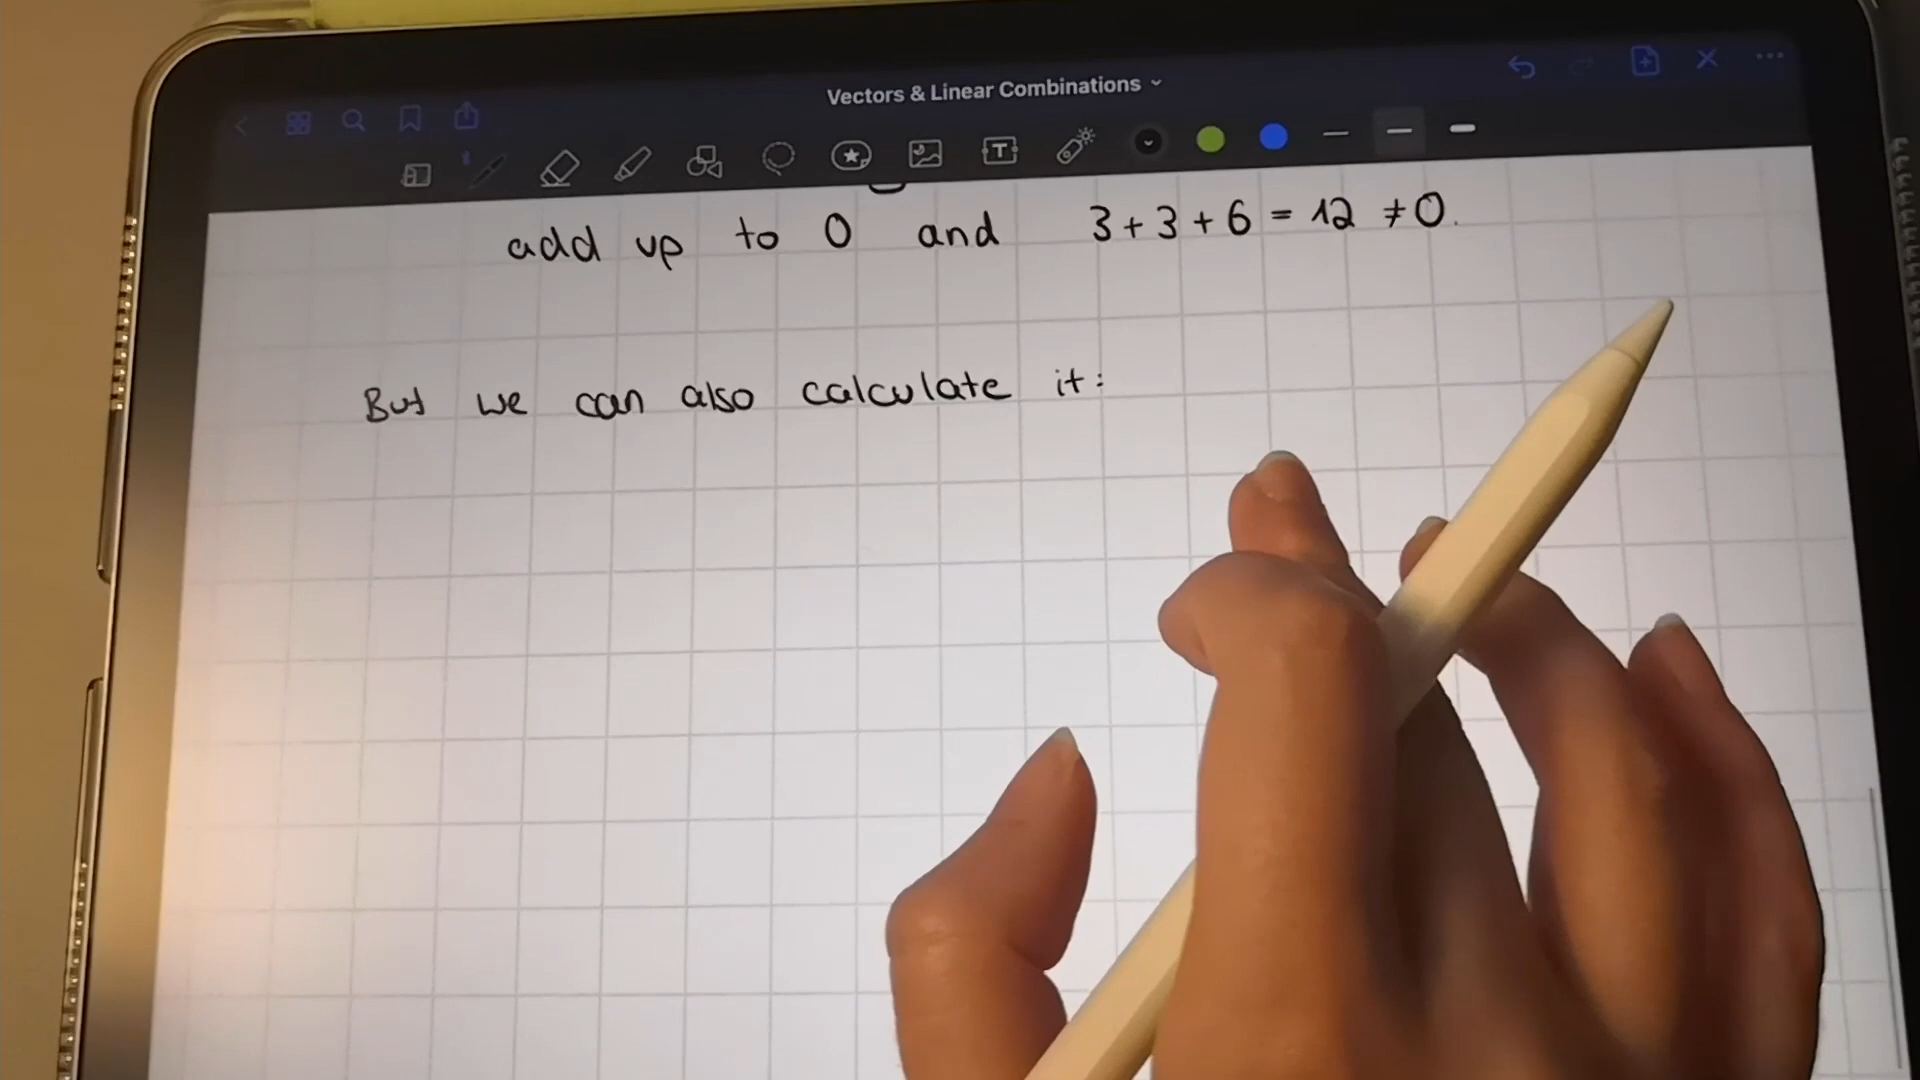 Vectors & Linear Combinations
add up to 0 and 3+3+6 = 12 ≠0.
But we can also calculate it: